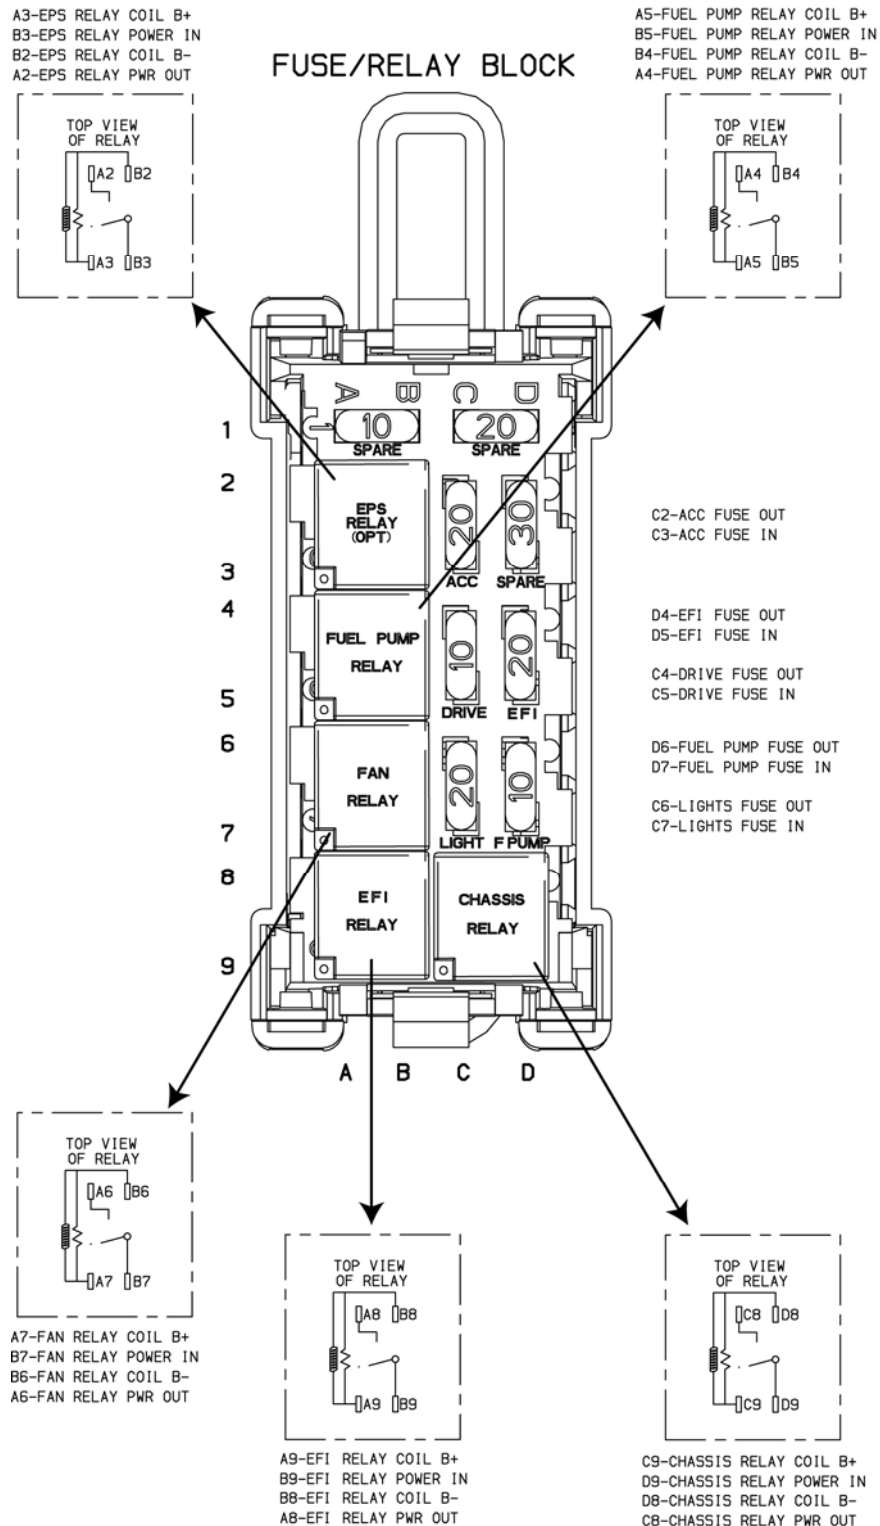 A3-EPS RELAY COIL B+
B3-EPS RELAY POWER IN
B2-EPS RELAY COIL B-
A2-EPS RELAY PWR OUT
FUSE/RELAY BLOCK
A5-FUEL PUMP RELAY COIL B+
B5-FUEL PUMP RELAY POWER IN
B4-FUEL PUMP RELAY COIL B-
A4-FUEL PUMP RELAY PWR OUT
TOP VIEW
OF RELAY
A2 B2
A3 B3
TOP VIEW
OF RELAY
A4 B4
A5 B5
A B C D
1
10 20
SPARE SPARE
2
EPS
RELAY
(OPT)
20 30
3
ACC SPARE
C2-ACC FUSE OUT
C3-ACC FUSE IN
4
FUEL PUMP
RELAY
10 20
5
DRIVE EFI
D4-EFI FUSE OUT
D5-EFI FUSE IN
C4-DRIVE FUSE OUT
C5-DRIVE FUSE IN
6
FAN
RELAY
20 10
7
LIGHT F PUMP
D6-FUEL PUMP FUSE OUT
D7-FUEL PUMP FUSE IN
C6-LIGHTS FUSE OUT
C7-LIGHTS FUSE IN
8
EFI
RELAY
CHASSIS
RELAY
9
A B C D
TOP VIEW
OF RELAY
A6 B6
A7 B7
A7-FAN RELAY COIL B+
B7-FAN RELAY POWER IN
B6-FAN RELAY COIL B-
A6-FAN RELAY PWR OUT
TOP VIEW
OF RELAY
A8 B8
A9 B9
A9-EFI RELAY COIL B+
B9-EFI RELAY POWER IN
B8-EFI RELAY COIL B-
A8-EFI RELAY PWR OUT
TOP VIEW
OF RELAY
C8 D8
C9 D9
C9-CHASSIS RELAY COIL B+
D9-CHASSIS RELAY POWER IN
D8-CHASSIS RELAY COIL B-
C8-CHASSIS RELAY PWR OUT